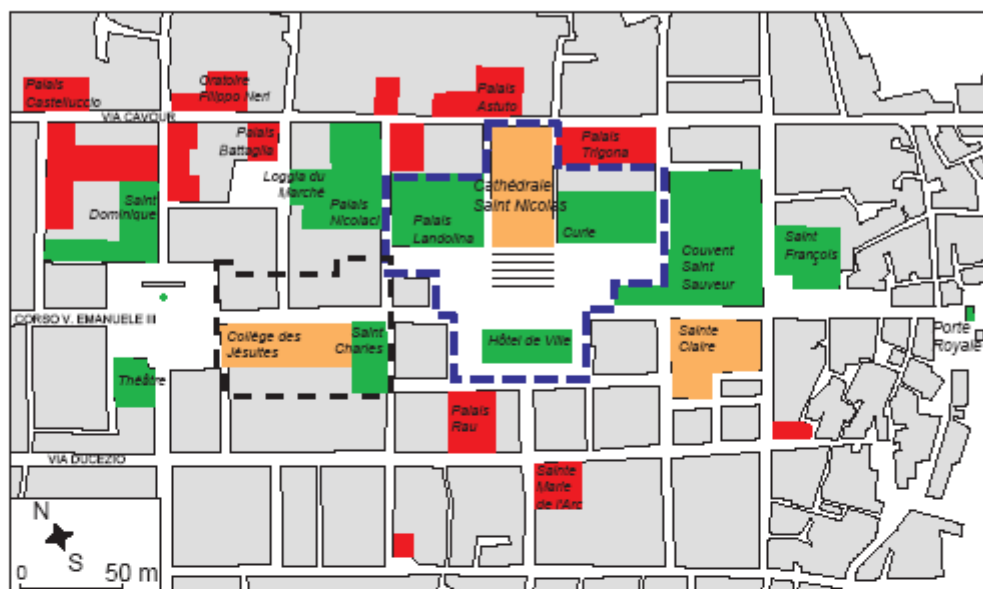 Palais
Castelluccio
Oratoire
Filippo Neri
Palais
Astuto
VIA CAVOUR
Palais
Battaglia
Palais
Trigona
Loggia du
Marché
Cathédrale
Saint Nicolas
Saint
Dominique
Palais
Nicolaci
Palais
Landolina
Curie
Couvent
Saint
Sauveur
Saint
François
CORSO V. EMANUELE III
Collège des
Jésuites
Saint
Charles
Hôtel de Ville
Sainte
Claire
Porte
Royale
Théâtre
Palais
Rau
VIA DUCEZIO
Sainte
Marie
de l'Arc
N
S
0 50 m